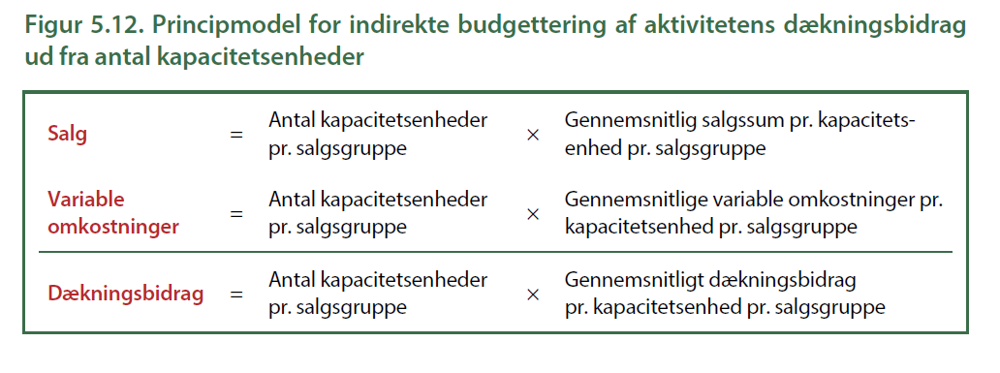 Figur 5.12. Principmodel for indirekte budgettering af aktivitetens dækningsbidrag
ud fra antal kapacitetsenheder
Salg = Antal kapacitetsenheder pr. salgsgruppe × Gennemsnitlig salgssum pr. kapacitets-
enhed pr. salgsgruppe
Variable omkostninger = Antal kapacitetsenheder pr. salgsgruppe × Gennemsnitlige variable omkostninger pr.
kapacitetsenhed pr. salgsgruppe
Dækningsbidrag = Antal kapacitetsenheder pr. salgsgruppe × Gennemsnitligt dækningsbidrag
pr. kapacitetsenhed pr. salgsgruppe